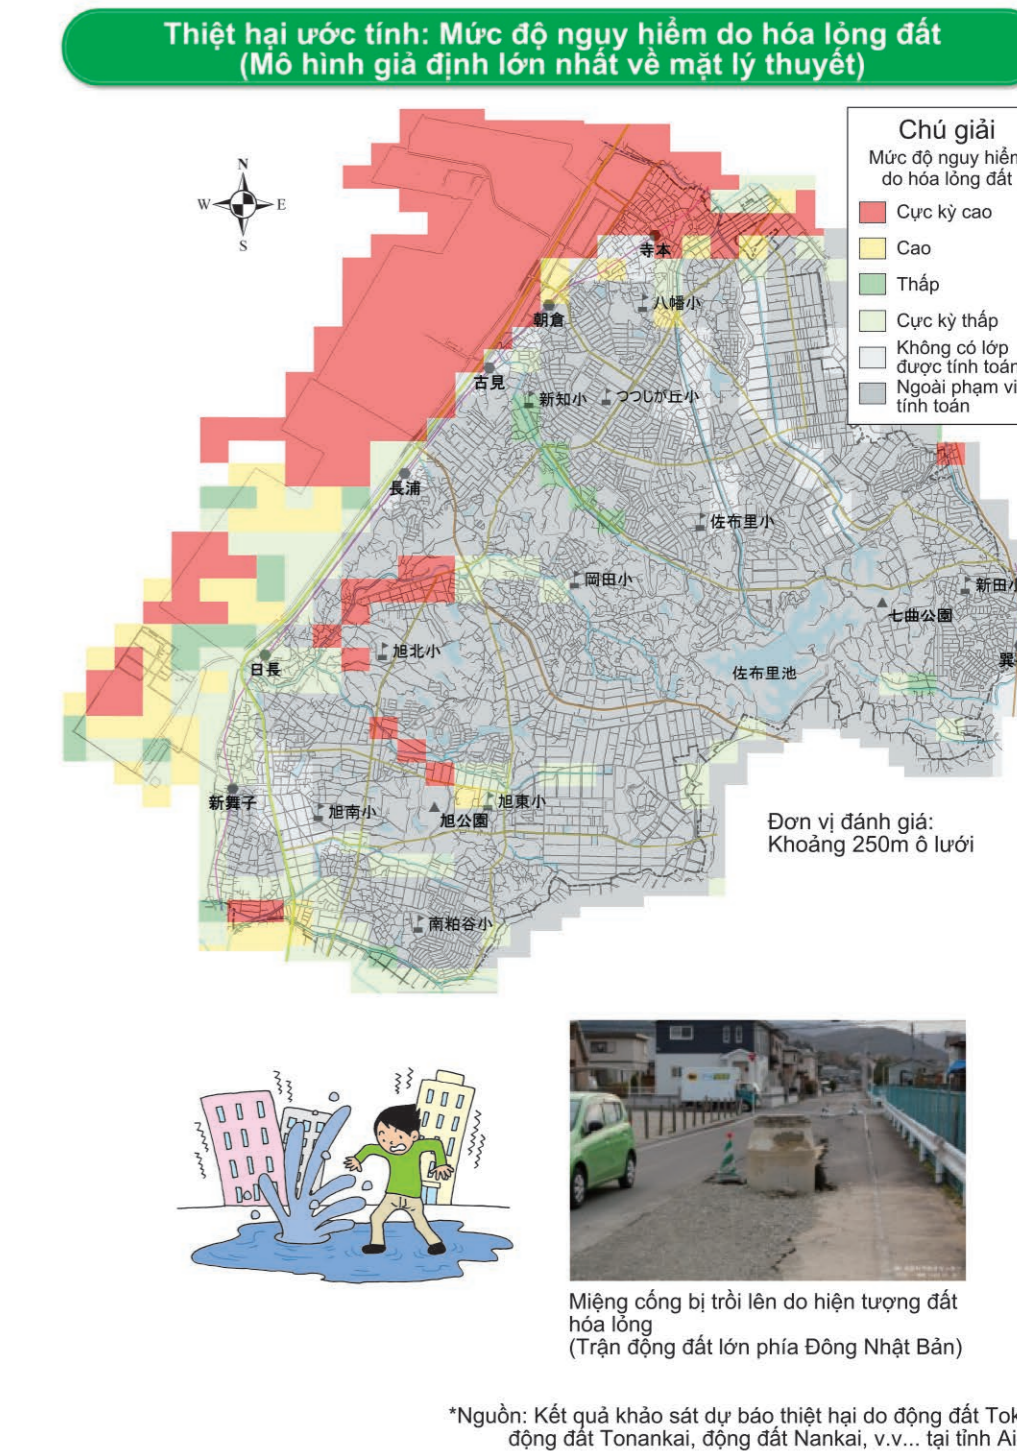 Thiệt hại ước tính: Mức độ nguy hiểm do hóa lỏng đất
(Mô hình giả định lớn nhất về mặt lý thuyết)
Chú giải
Mức độ nguy hiểm
do hóa lỏng đất
Cực kỳ cao
Cao
Thấp
Cực kỳ thấp
Không có lớp
được tính toán
Ngoài phạm vi
tính toán
N
W
E
S
寺本
八幡小
朝倉
古見
新知小
つつじが丘小
長浦
佐布里小
岡田小
新田小
七曲公園
旭北小
日長
佐布里池
巽
新舞子
旭南小
旭公園
旭東小
南粕谷小
Đơn vị đánh giá:
Khoảng 250m ô lưới
Miệng cống bị trồi lên do hiện tượng đất
hóa lỏng
(Trận động đất lớn phía Đông Nhật Bản)
*Nguồn: Kết quả khảo sát dự báo thiệt hại do động đất Tok
động đất Tonankai, động đất Nankai, v.v... tại tỉnh Ai